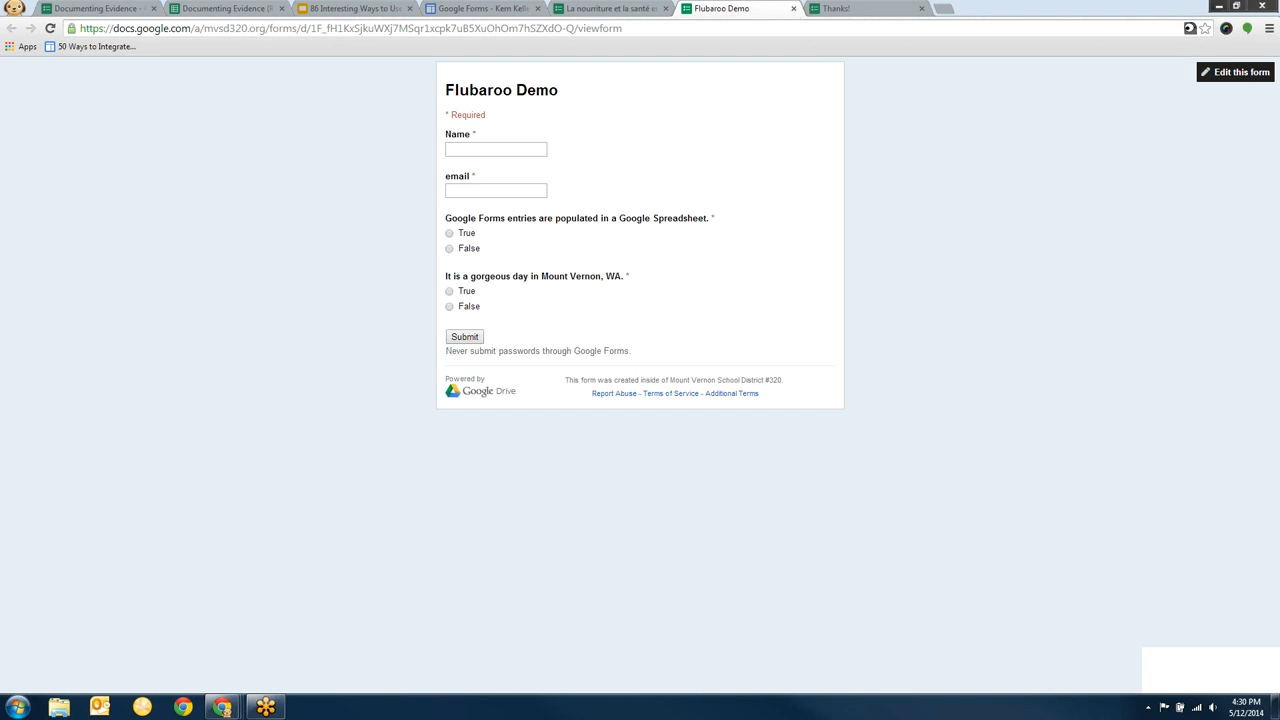 Documenting Evidence -
Documenting Evidence (R
86 Interesting Ways to Use
Google Forms - Kern Kelle
La nourriture et la santé et
Flubaroo Demo
Thanks!
https://docs.google.com/a/mvsd320.org/forms/d/1F_fH1KxSjkuWXj7MSqr1xcpk7uB5XuOhOm7hSZXdO-Q/viewform
Apps
50 Ways to Integrate...
Edit this form
Flubaroo Demo
* Required
Name *
email *
Google Forms entries are populated in a Google Spreadsheet. *
True
False
It is a gorgeous day in Mount Vernon, WA. *
True
False
Submit
Never submit passwords through Google Forms.
Powered by
Google Drive
This form was created inside of Mount Vernon School District #320.
Report Abuse - Terms of Service - Additional Terms
4:30 PM
5/12/2014